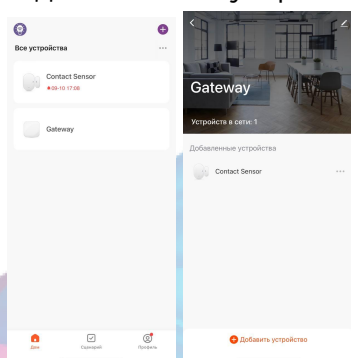 Все устройства
Contact Sensor
09-10 17:08
Gateway
Дом
Сценарий
Профиль
Gateway
Устройств в сети: 1
Добавленные устройства
Contact Sensor
Добавить устройство